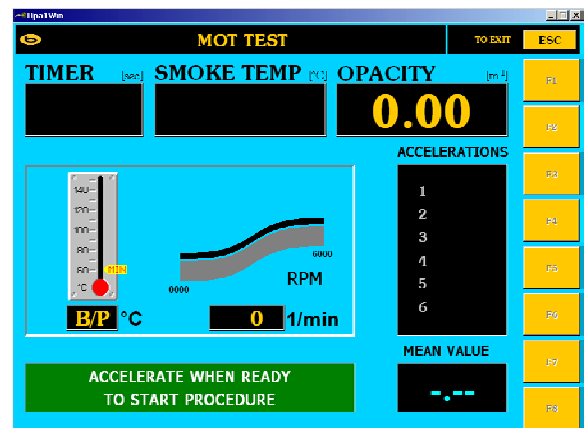 Opa1Wm
MOT TEST
TO EXIT
ESC
TIMER [sec] SMOKE TEMP [°C] OPACITY [m-1]
0.00
F1
F2
F3
F4
F5
F6
F7
F8
ACCELERATIONS
1
2
3
4
5
6
140
120
100
80
60
MIN
°C
0000
6000
RPM
B/P °C
0 1/min
MEAN VALUE
-.--
ACCELERATE WHEN READY
TO START PROCEDURE